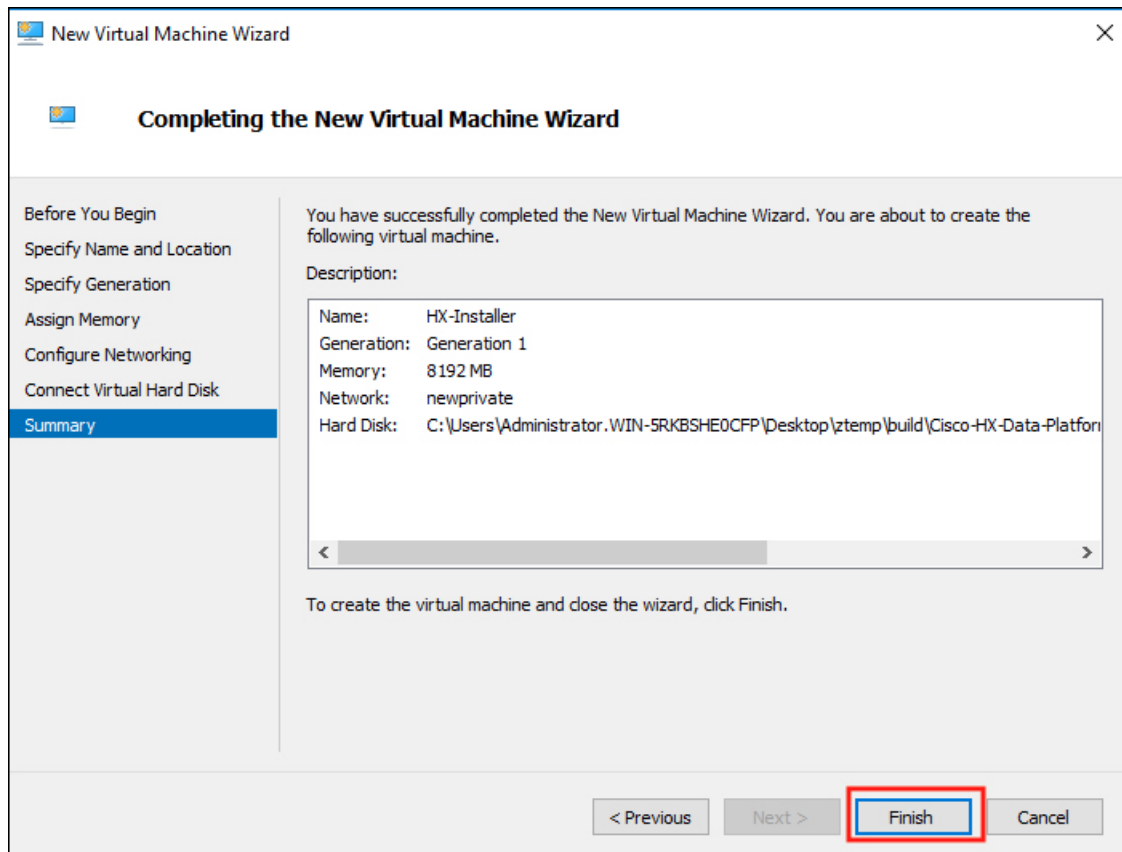 New Virtual Machine Wizard
Completing the New Virtual Machine Wizard
Before You Begin
Specify Name and Location
Specify Generation
Assign Memory
Configure Networking
Connect Virtual Hard Disk
Summary
You have successfully completed the New Virtual Machine Wizard. You are about to create the
following virtual machine.
Description:
Name: HX-Installer
Generation: Generation 1
Memory: 8192 MB
Network: newprivate
Hard Disk: C:\Users\Administrator.WIN-5RKBSHE0CFP\Desktop\ztemp\build\Cisco-HX-Data-Platfor
To create the virtual machine and close the wizard, click Finish.
< Previous
Next >
Finish
Cancel